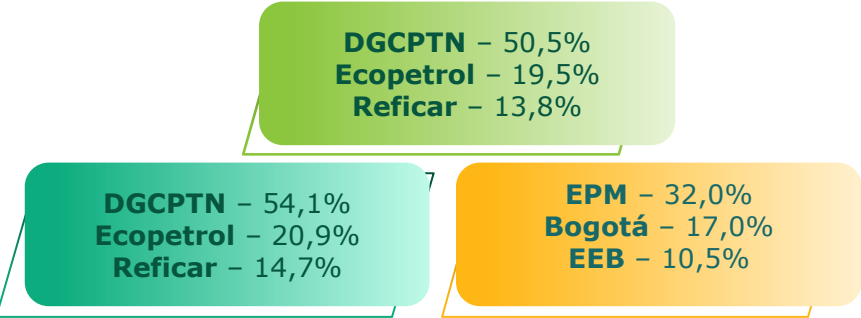 DGCPTN – 50,5%
Ecopetrol – 19,5%
Reficar – 13,8%
DGCPTN – 54,1%
Ecopetrol – 20,9%
Reficar – 14,7%
EPM – 32,0%
Bogotá – 17,0%
EEB – 10,5%